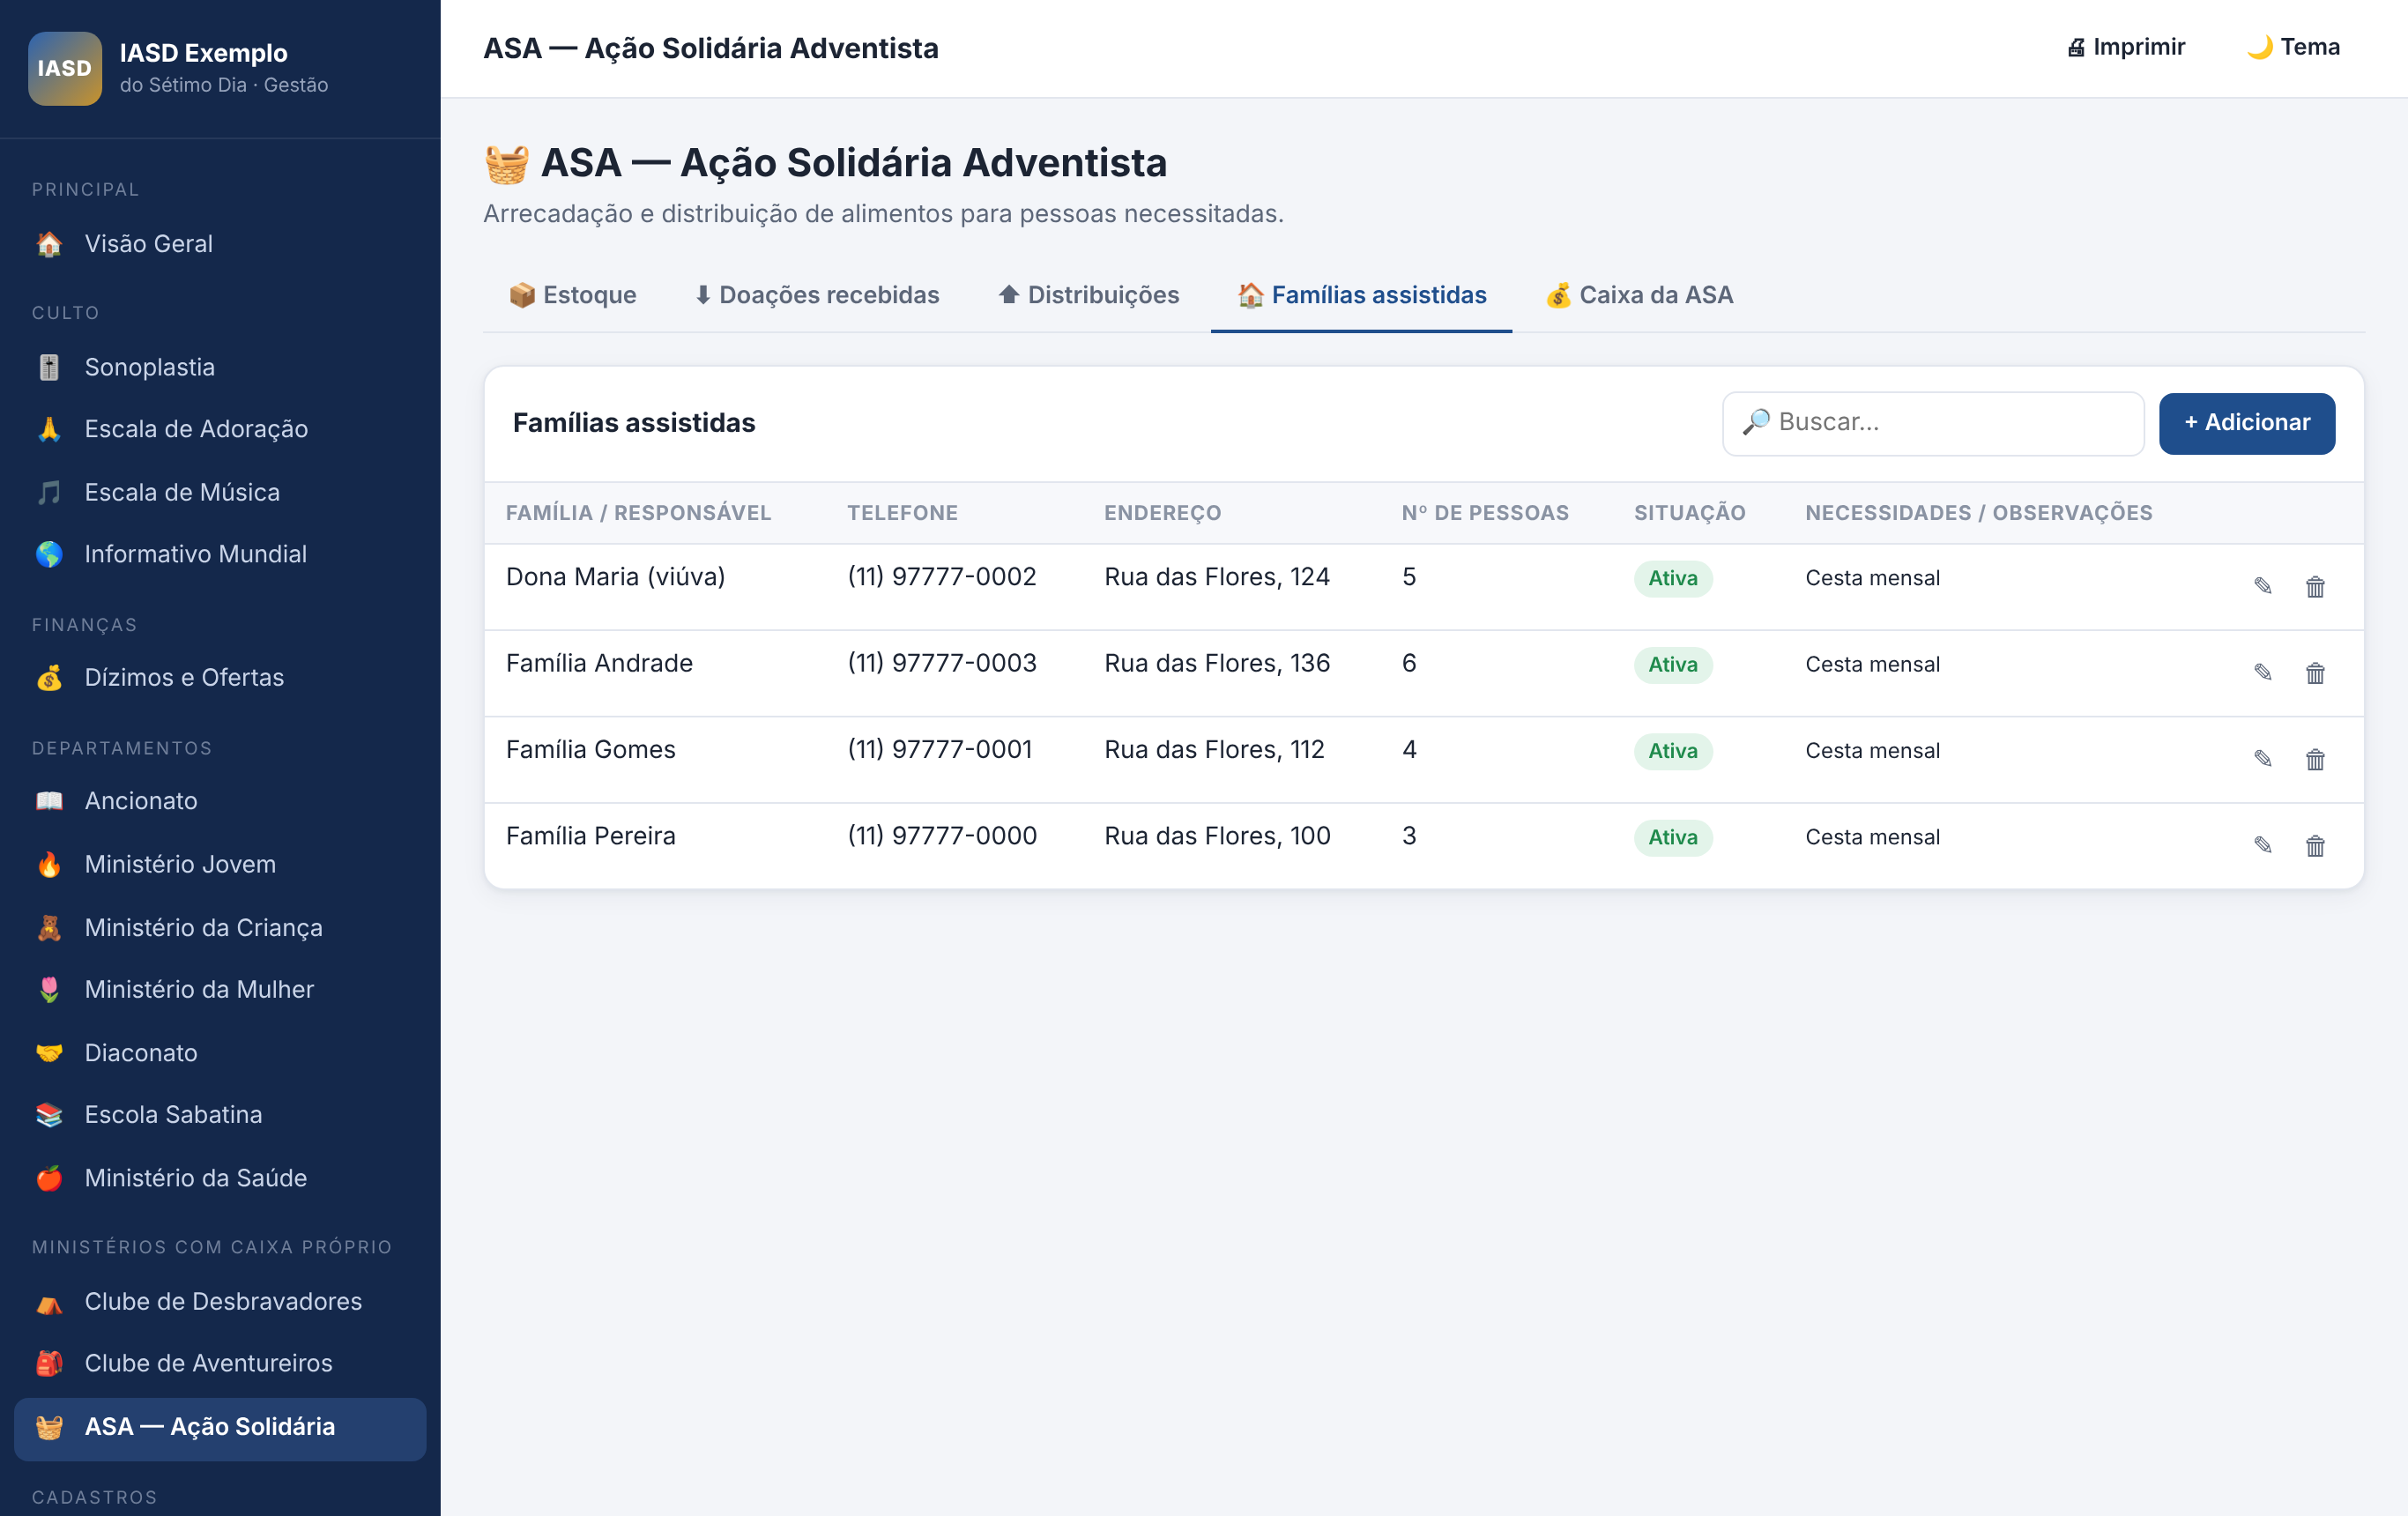 IASD
IASD Exemplo
do Sétimo Dia · Gestão
PRINCIPAL
Visão Geral
CULTO
Sonoplastia
Escala de Adoração
Escala de Música
Informativo Mundial
FINANÇAS
Dízimos e Ofertas
DEPARTAMENTOS
Ancionato
Ministério Jovem
Ministério da Criança
Ministério da Mulher
Diaconato
Escola Sabatina
Ministério da Saúde
MINISTÉRIOS COM CAIXA PRÓPRIO
Clube de Desbravadores
Clube de Aventureiros
ASA — Ação Solidária
CADASTROS
ASA — Ação Solidária Adventista
Imprimir
Tema
ASA — Ação Solidária Adventista
Arrecadação e distribuição de alimentos para pessoas necessitadas.
Estoque
Doações recebidas
Distribuições
Famílias assistidas
Caixa da ASA
Famílias assistidas
Buscar...
+ Adicionar
FAMÍLIA / RESPONSÁVEL TELEFONE ENDEREÇO Nº DE PESSOAS SITUAÇÃO NECESSIDADES / OBSERVAÇÕES
Dona Maria (viúva) (11) 97777-0002 Rua das Flores, 124 5 Ativa Cesta mensal
Família Andrade (11) 97777-0003 Rua das Flores, 136 6 Ativa Cesta mensal
Família Gomes (11) 97777-0001 Rua das Flores, 112 4 Ativa Cesta mensal
Família Pereira (11) 97777-0000 Rua das Flores, 100 3 Ativa Cesta mensal